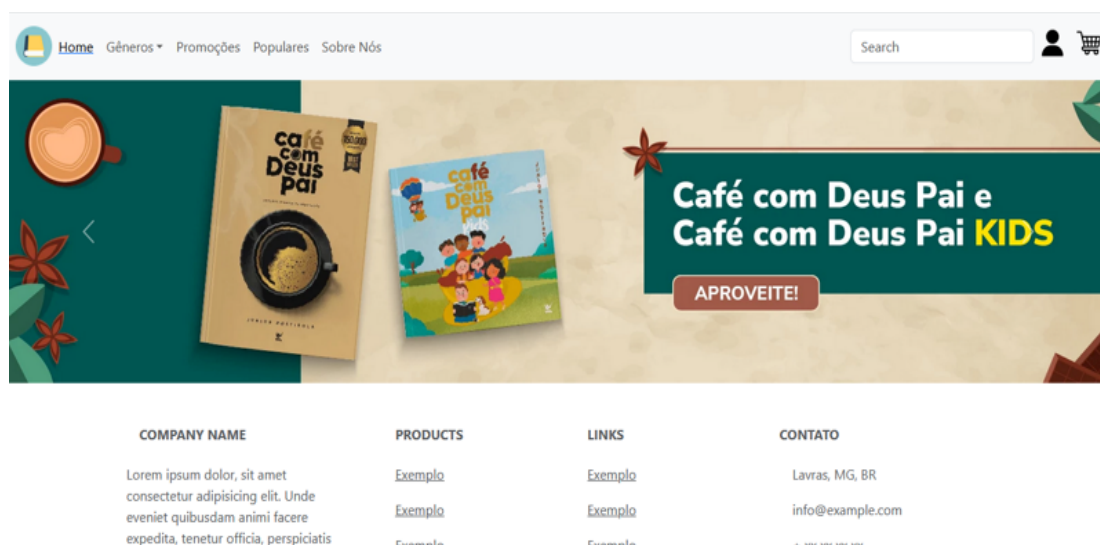 Home Gêneros Promoções Populares Sobre Nós Search
café
com
Deus
pai
café
com
Deus
pai
kids
Café com Deus Pai e
Café com Deus Pai KIDS
APROVEITE!
COMPANY NAME PRODUCTS LINKS CONTATO
Lorem ipsum dolor, sit amet Exemplo Exemplo Lavras, MG, BR
consectetur adipisicing elit. Unde
eveniet quibusdam animi facere Exemplo Exemplo info@example.com
expedita, tenetur officia, perspiciatis
Exemplo Exemplo